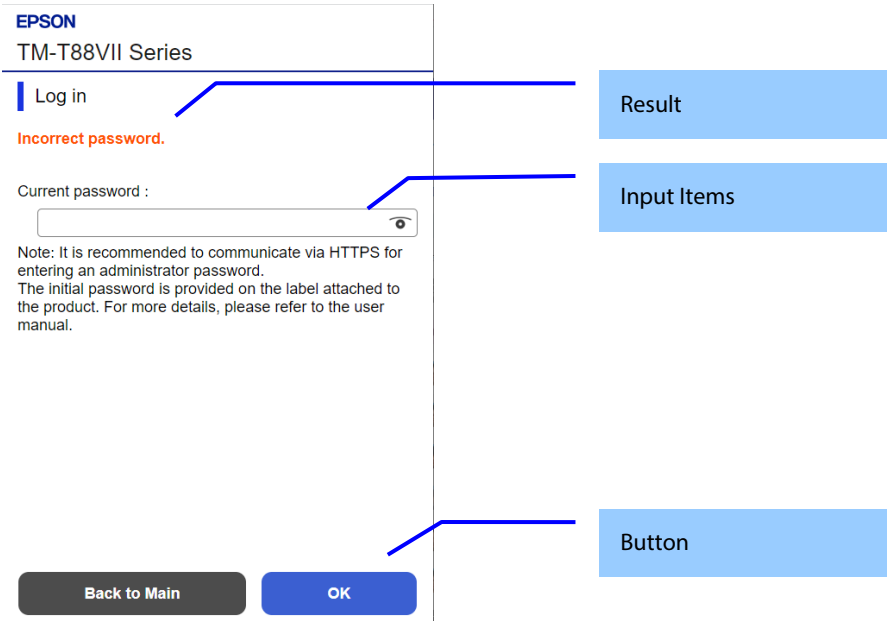 EPSON
TM-T88VII Series
Log in
Result
Incorrect password.
Input Items
Current password :
Note: It is recommended to communicate via HTTPS for
entering an administrator password.
The initial password is provided on the label attached to
the product. For more details, please refer to the user
manual.
Button
Back to Main
OK